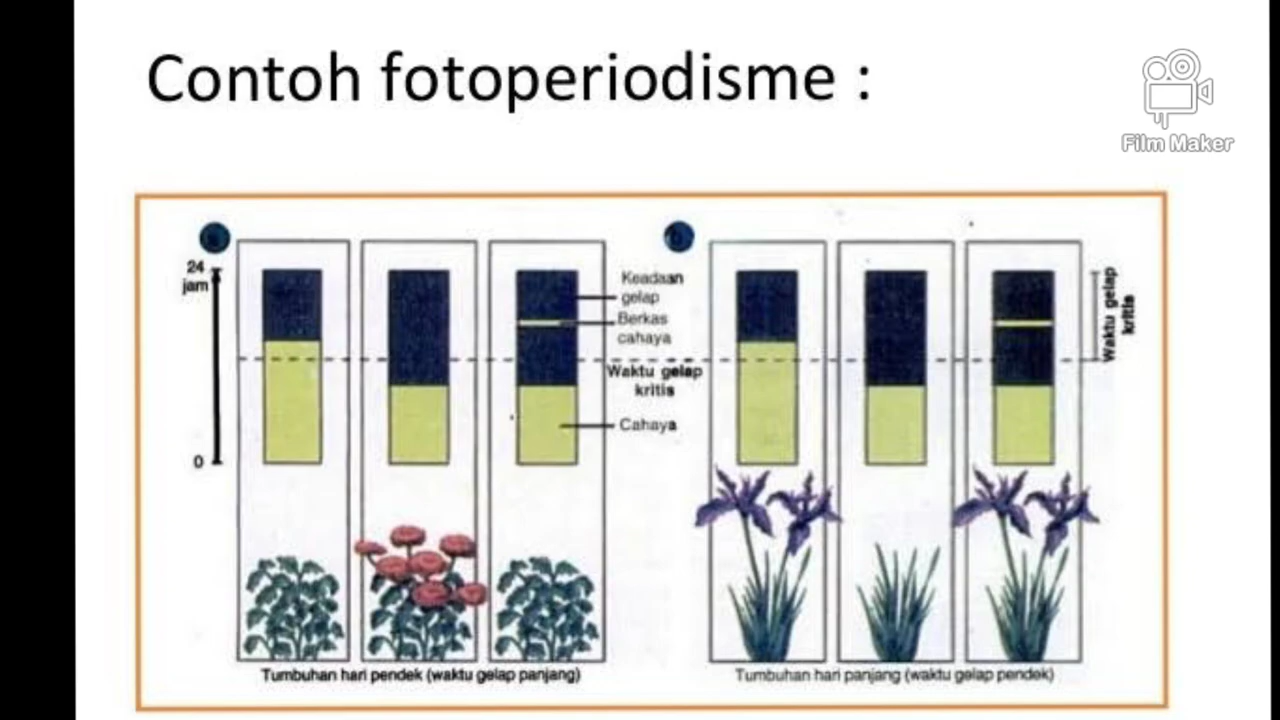 Contoh fotoperiodisme :
Film Maker
a
b
24
jam
0
Keadaan
gelap
Berkas
cahaya
Waktu gelap
kritis
Cahaya
Waktu gelap
kritis
Tumbuhan hari pendek (waktu gelap panjang)
Tumbuhan hari panjang (waktu gelap pendek)